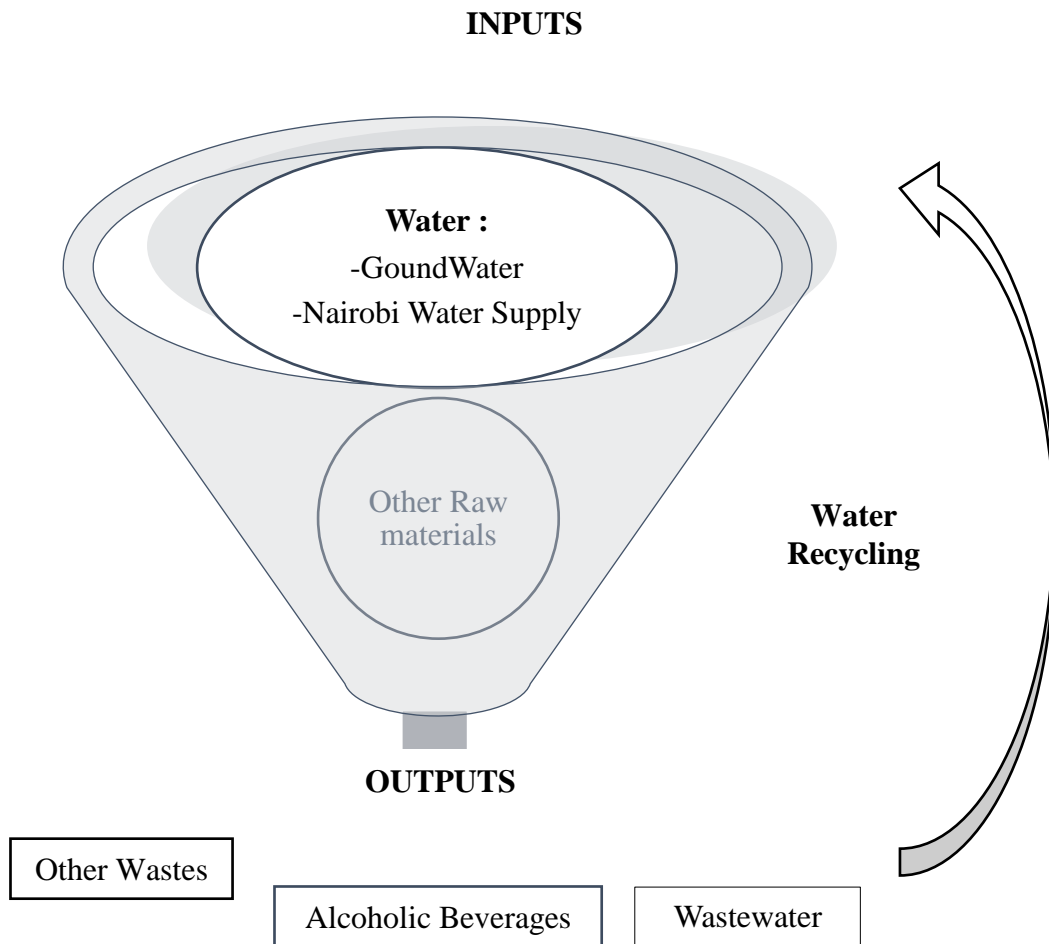 INPUTS
Water :
-GoundWater
-Nairobi Water Supply
Other Raw
materials
Water
Recycling
OUTPUTS
Other Wastes
Alcoholic Beverages
Wastewater